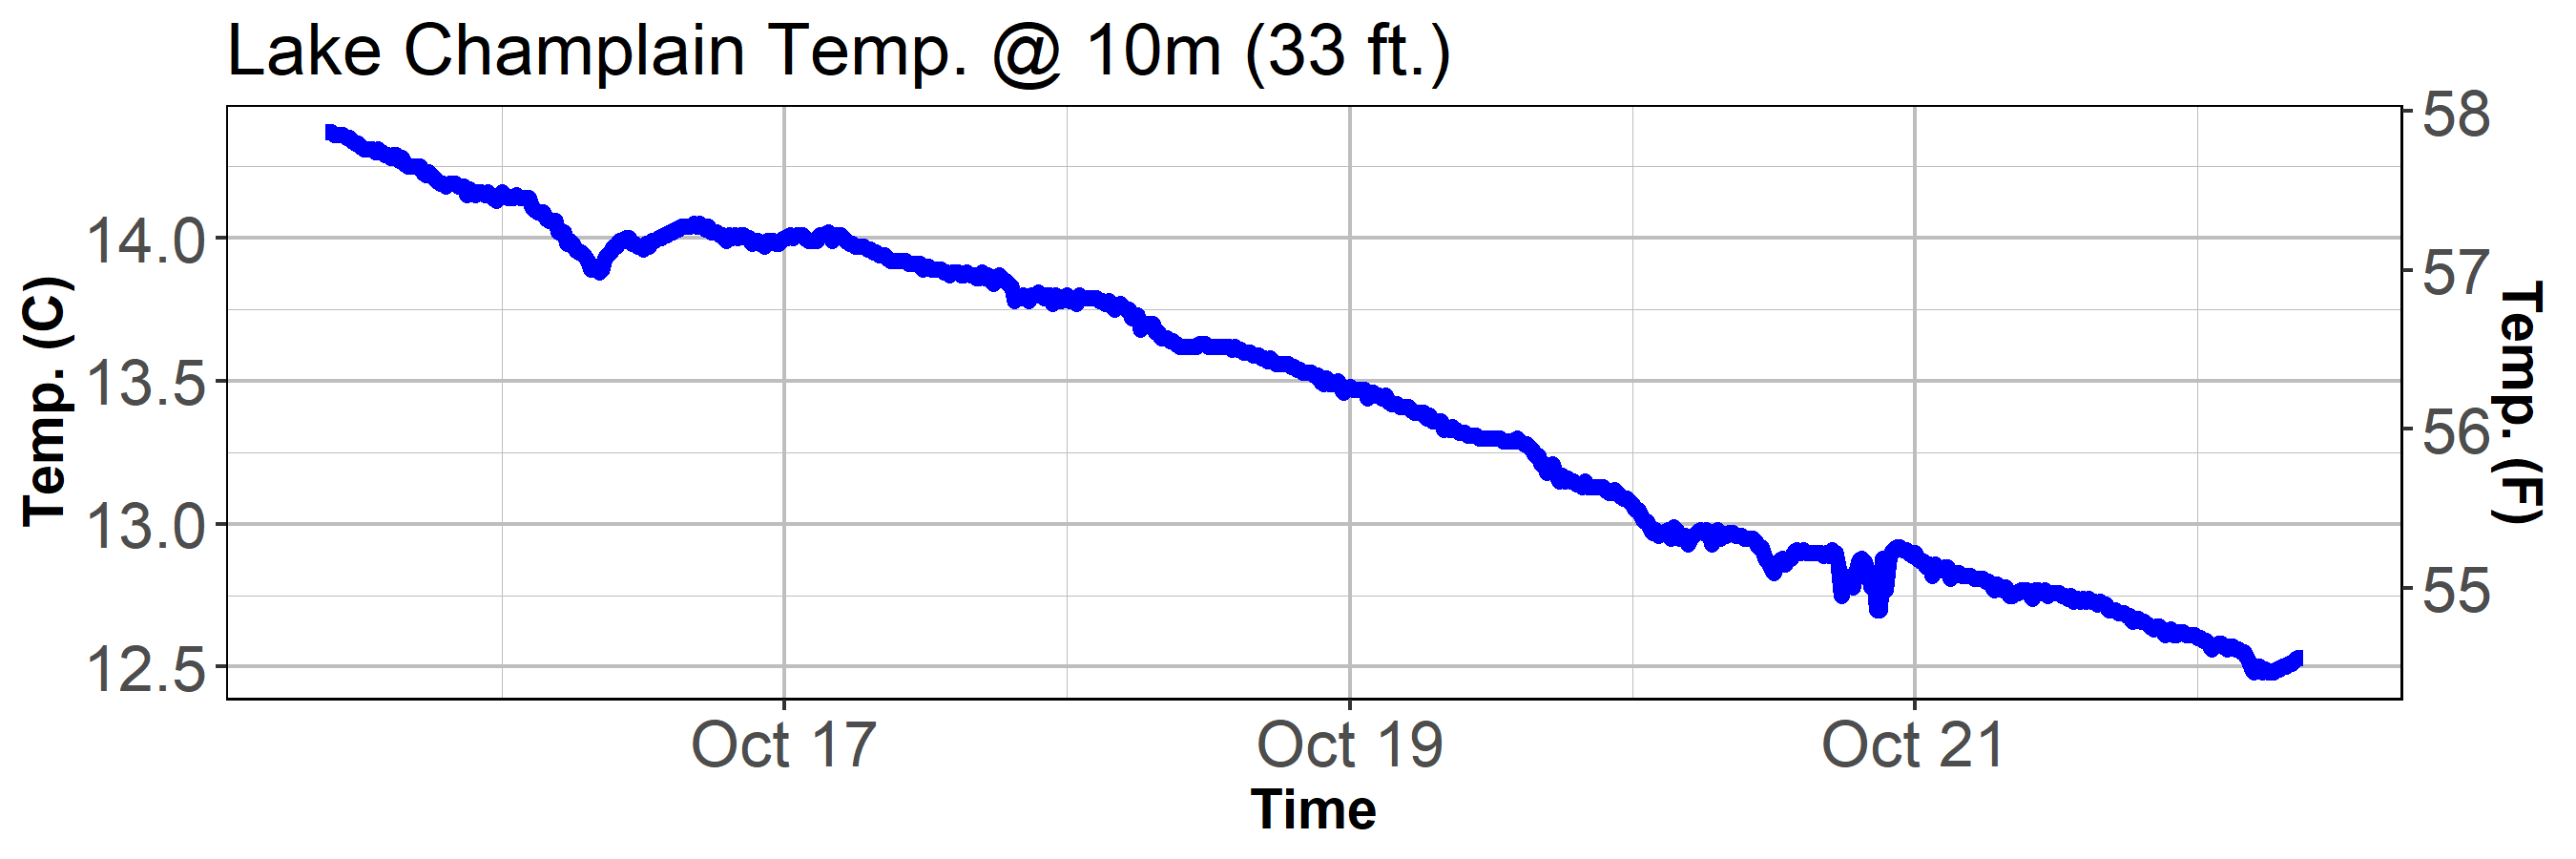 Lake Champlain Temp. @ 10m (33 ft.)
Temp. (C)
14.0
13.5
13.0
12.5
58
57
56
55
Temp. (F)
Oct 17
Oct 19
Oct 21
Time